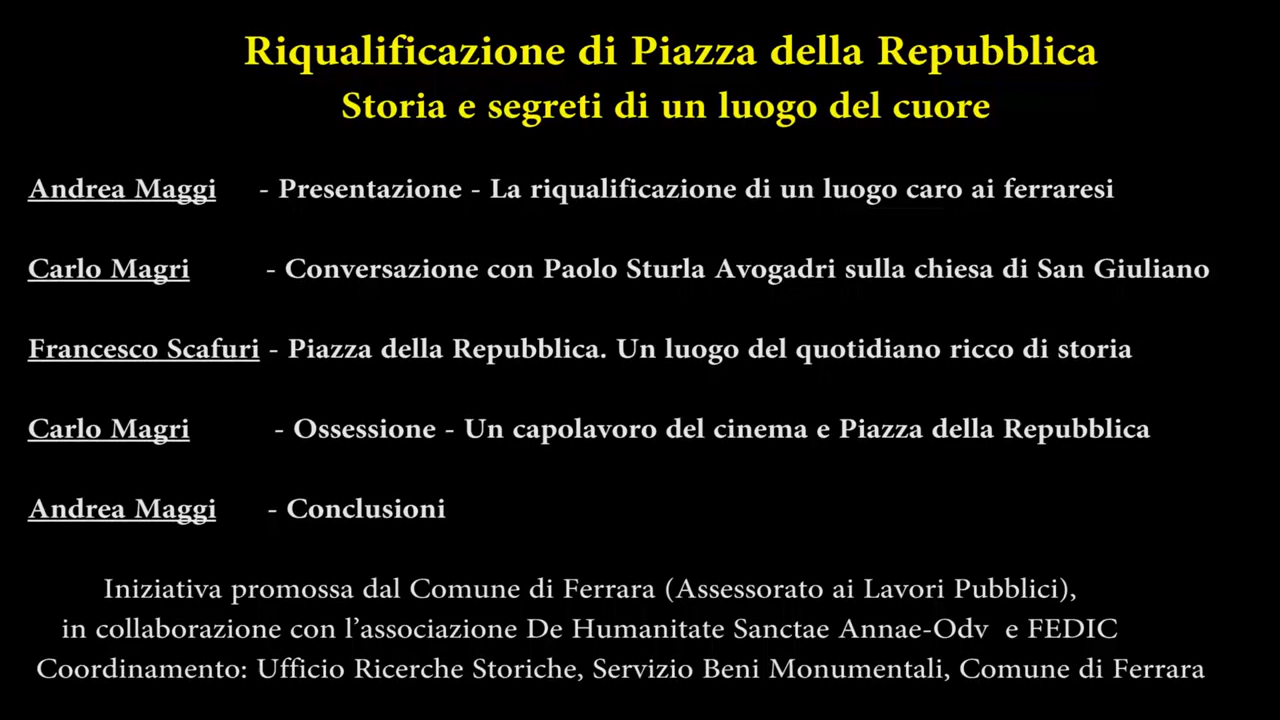 Riqualificazione di Piazza della Repubblica
Storia e segreti di un luogo del cuore
Andrea Maggi - Presentazione - La riqualificazione di un luogo caro ai ferraresi
Carlo Magri - Conversazione con Paolo Sturla Avogadri sulla chiesa di San Giuliano
Francesco Scafuri - Piazza della Repubblica. Un luogo del quotidiano ricco di storia
Carlo Magri - Ossessione - Un capolavoro del cinema e Piazza della Repubblica
Andrea Maggi - Conclusioni
Iniziativa promossa dal Comune di Ferrara (Assessorato ai Lavori Pubblici),
in collaborazione con l’associazione De Humanitate Sanctae Annae-Odv e FEDIC
Coordinamento: Ufficio Ricerche Storiche, Servizio Beni Monumentali, Comune di Ferrara